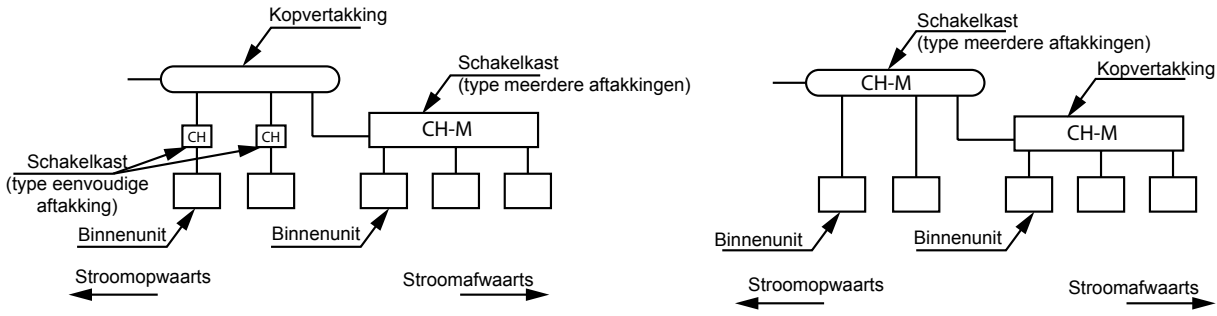 Kopvertakking
Schakelkast
(type meerdere aftakkingen)
CH
CH
CH-M
Schakelkast
(type eenvoudige
aftakking)
Binnenunit
Binnenunit
Stroomopwaarts
Stroomafwaarts
Schakelkast
(type meerdere aftakkingen)
Kopvertakking
CH-M
CH-M
Binnenunit
Binnenunit
Stroomopwaarts
Stroomafwaarts